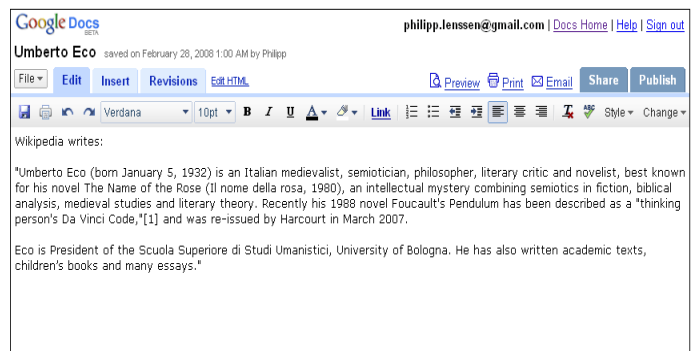 Google Docs
BETA
philipp.lenssen@gmail.com | Docs Home | Help | Sign out
Umberto Eco saved on February 28, 2008 1:00 AM by Philipp
File Edit Insert Revisions Edit HTML Preview Print Email Share Publish
Verdana 10pt B I U A Link T ABC Style Change
Wikipedia writes:
"Umberto Eco (born January 5, 1932) is an Italian medievalist, semiotician, philosopher, literary critic and novelist, best known
for his novel The Name of the Rose (Il nome della rosa, 1980), an intellectual mystery combining semiotics in fiction, biblical
analysis, medieval studies and literary theory. Recently his 1988 novel Foucault's Pendulum has been described as a "thinking
person's Da Vinci Code,"[1] and was re-issued by Harcourt in March 2007.
Eco is President of the Scuola Superiore di Studi Umanistici, University of Bologna. He has also written academic texts,
children's books and many essays."